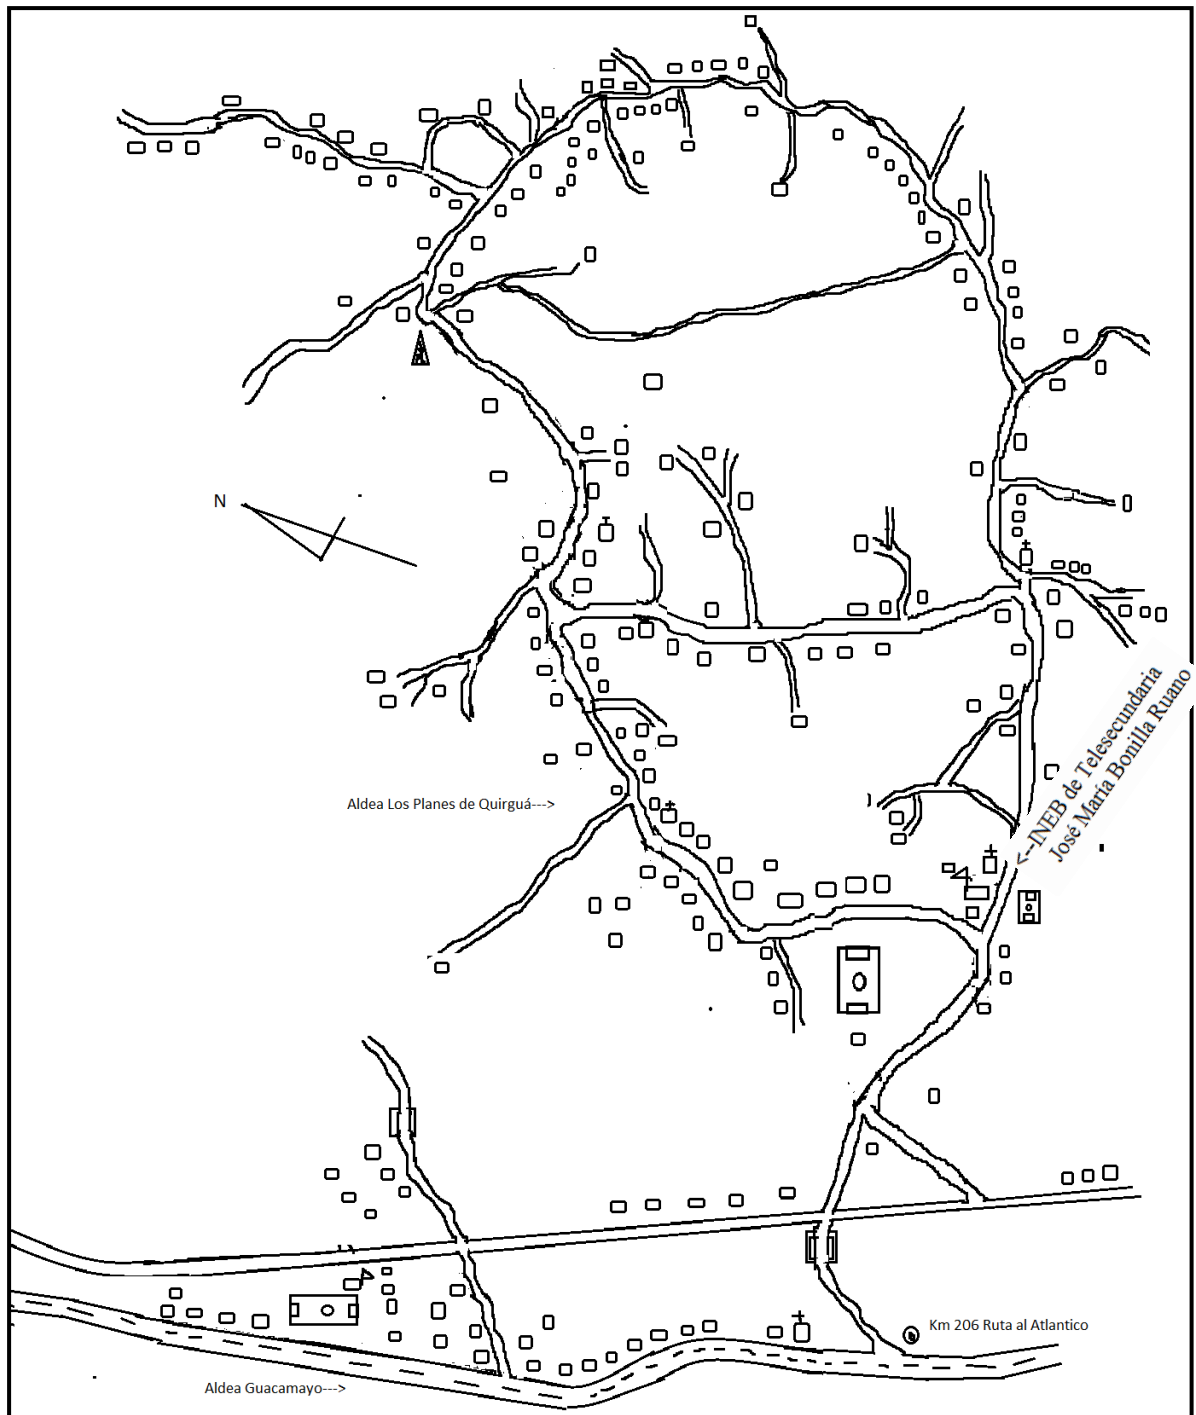 N
<--INEB de Telesecundaria
José María Bonilla Ruano
Aldea Los Planes de Quirguá--->
Km 206 Ruta al Atlantico
Aldea Guacamayo--->